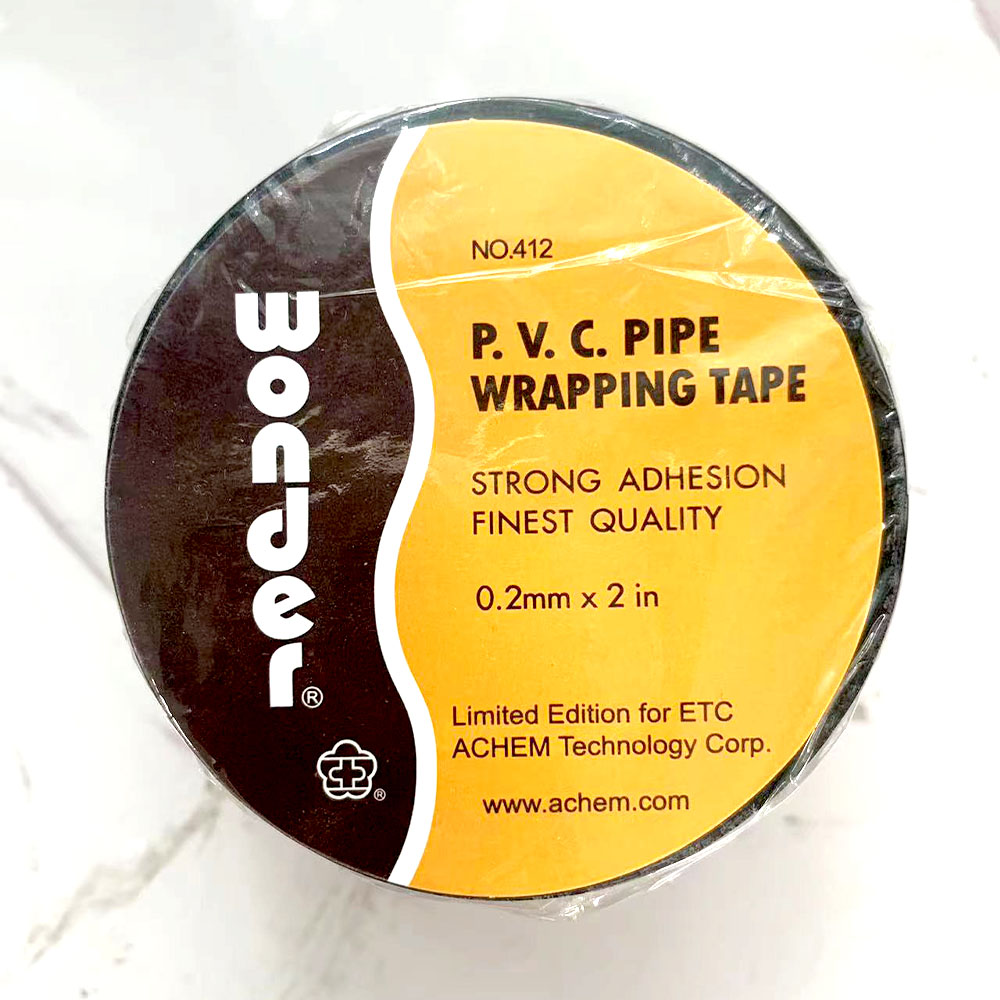 wonder®
®
NO.412
P. V. C. PIPE
WRAPPING TAPE
STRONG ADHESION
FINEST QUALITY
0.2mm x 2 in
Limited Edition for ETC
ACHEM Technology Corp.
www.achem.com